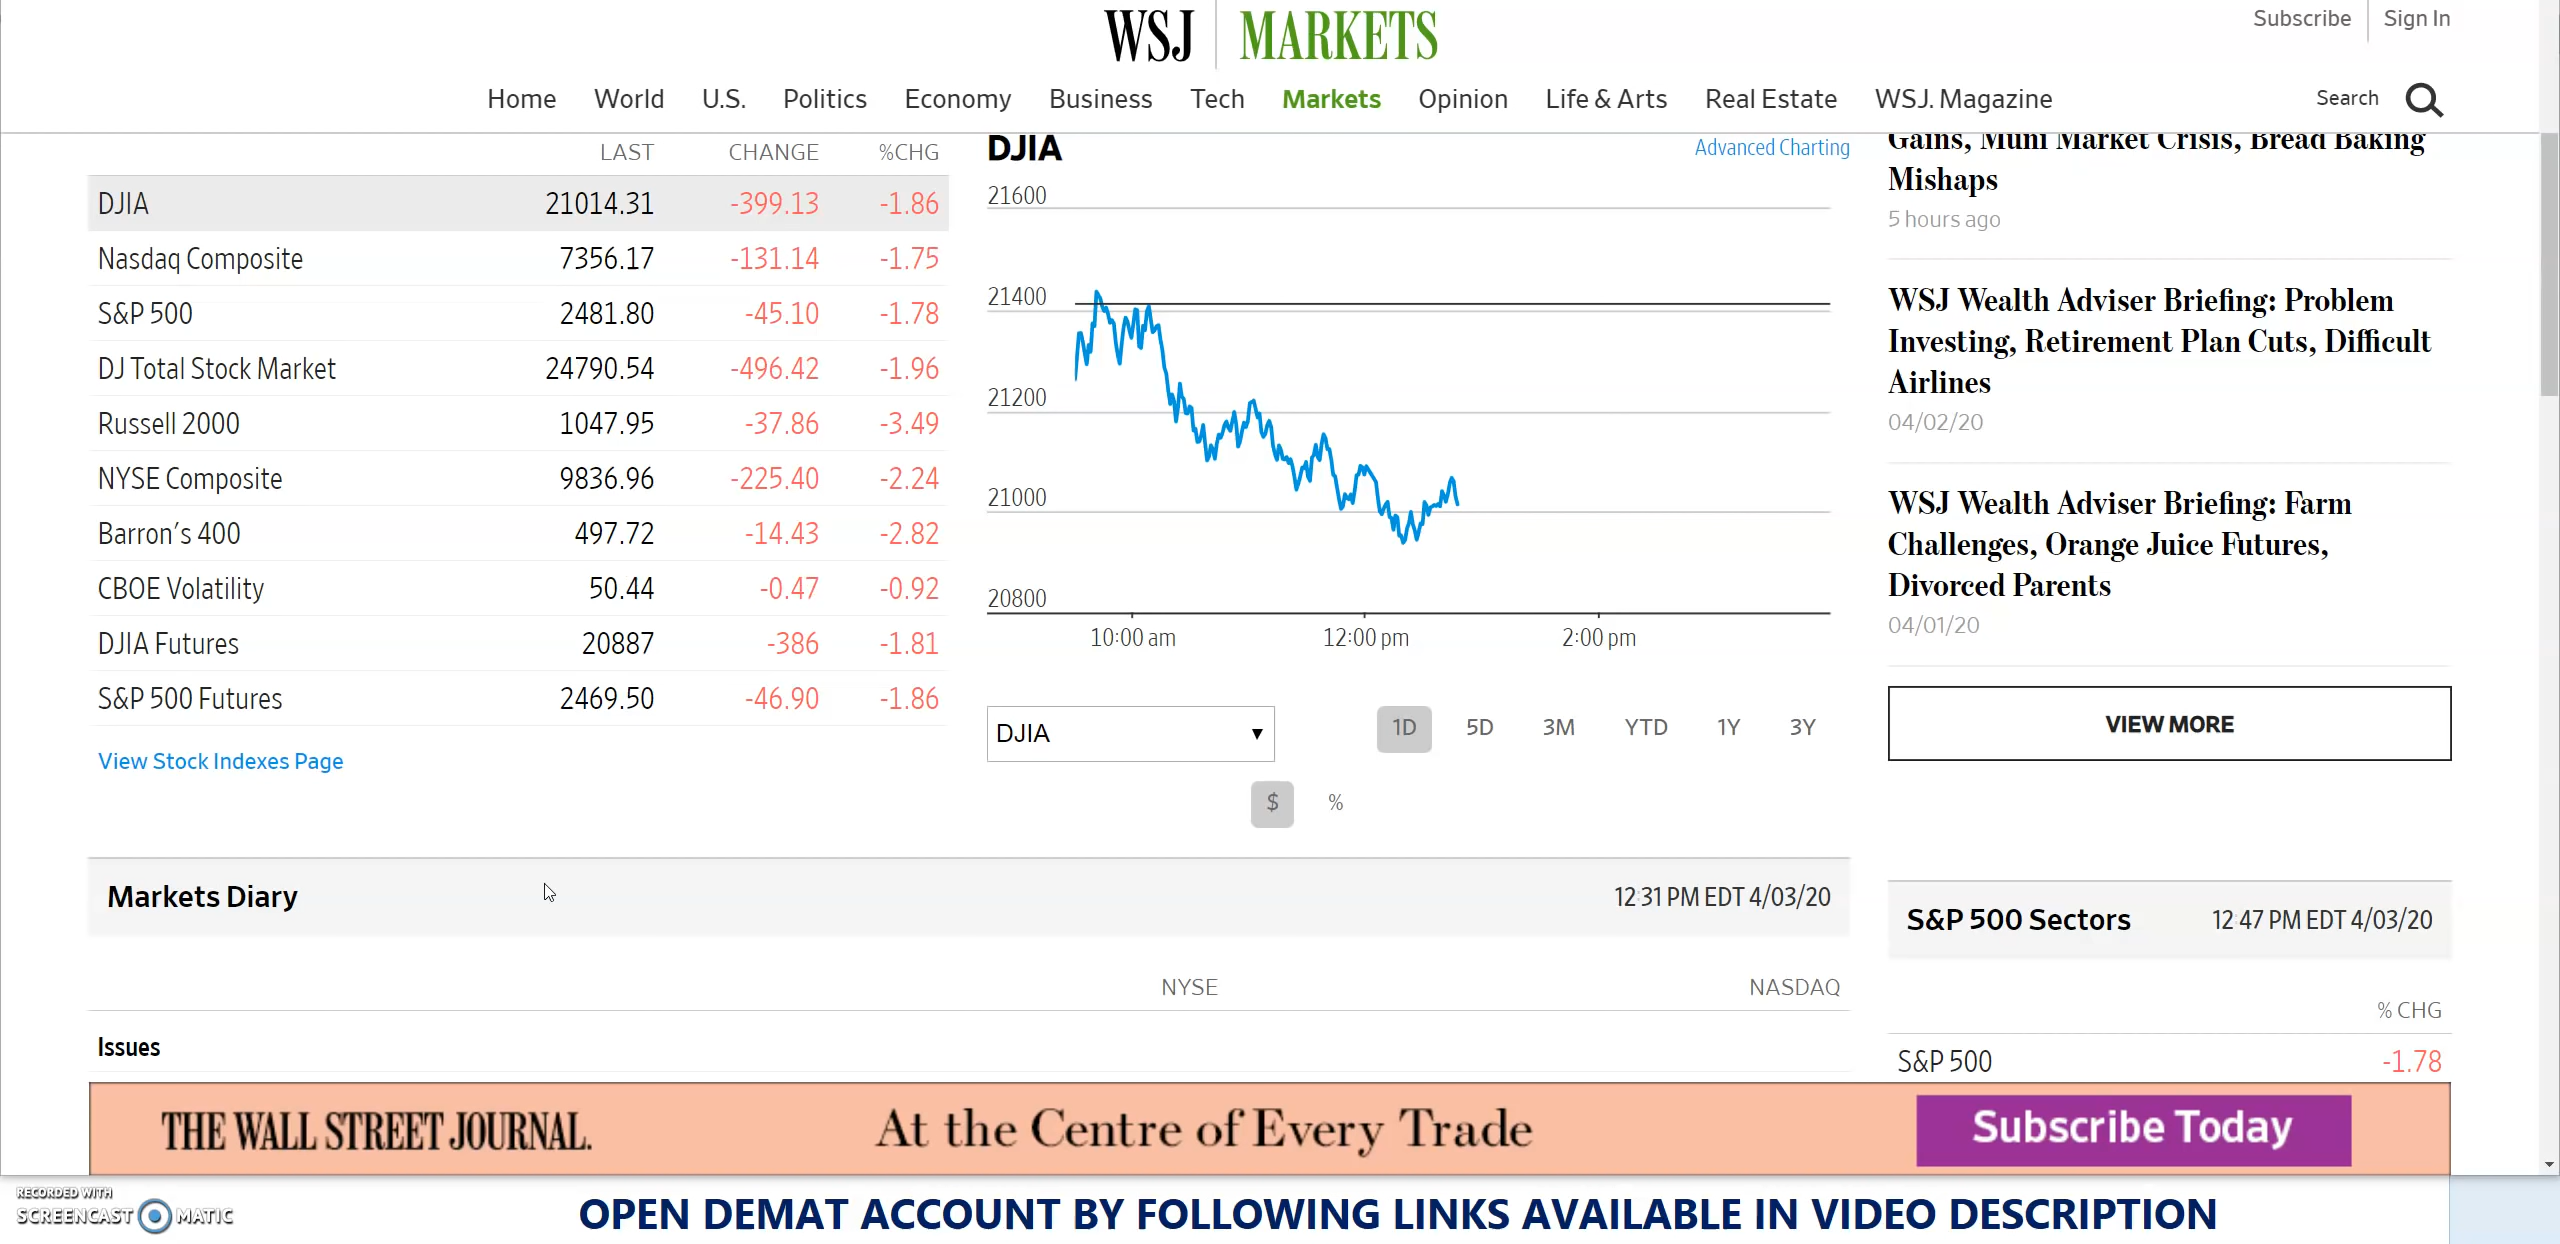 WSJ MARKETS
Subscribe Sign In
Home World U.S. Politics Economy Business Tech Markets Opinion Life & Arts Real Estate WSJ. Magazine Search
LAST CHANGE %CHG
DJIA 21014.31 -399.13 -1.86
Nasdaq Composite 7356.17 -131.14 -1.75
S&P 500 2481.80 -45.10 -1.78
DJ Total Stock Market 24790.54 -496.42 -1.96
Russell 2000 1047.95 -37.86 -3.49
NYSE Composite 9836.96 -225.40 -2.24
Barron's 400 497.72 -14.43 -2.82
CBOE Volatility 50.44 -0.47 -0.92
DJIA Futures 20887 -386 -1.81
S&P 500 Futures 2469.50 -46.90 -1.86
View Stock Indexes Page
DJIA Advanced Charting
21600
21400
21200
21000
20800
10:00 am 12:00 pm 2:00 pm
DJIA 1D 5D 3M YTD 1Y 3Y
$ %
Gains, Muni Market Crisis, Bread Baking
Mishaps
5 hours ago
WSJ Wealth Adviser Briefing: Problem
Investing, Retirement Plan Cuts, Difficult
Airlines
04/02/20
WSJ Wealth Adviser Briefing: Farm
Challenges, Orange Juice Futures,
Divorced Parents
04/01/20
VIEW MORE
Markets Diary 12:31 PM EDT 4/03/20
NYSE NASDAQ
Issues
S&P 500 Sectors 12:47 PM EDT 4/03/20
% CHG
S&P 500 -1.78
THE WALL STREET JOURNAL. At the Centre of Every Trade Subscribe Today
RECORDED WITH
SCREENCAST MATIC
OPEN DEMAT ACCOUNT BY FOLLOWING LINKS AVAILABLE IN VIDEO DESCRIPTION